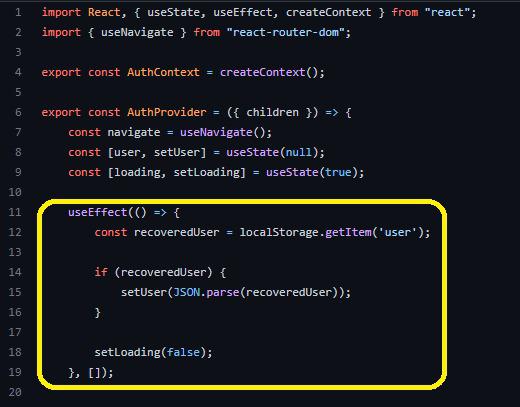 1 import React, { useState, useEffect, createContext } from "react";
2 import { useNavigate } from "react-router-dom";
3
4 export const AuthContext = createContext();
5
6 export const AuthProvider = ({ children }) => {
7     const navigate = useNavigate();
8     const [user, setUser] = useState(null);
9     const [loading, setLoading] = useState(true);
10
11     useEffect(() => {
12         const recoveredUser = localStorage.getItem('user');
13
14         if (recoveredUser) {
15             setUser(JSON.parse(recoveredUser));
16         }
17
18         setLoading(false);
19     }, []);
20